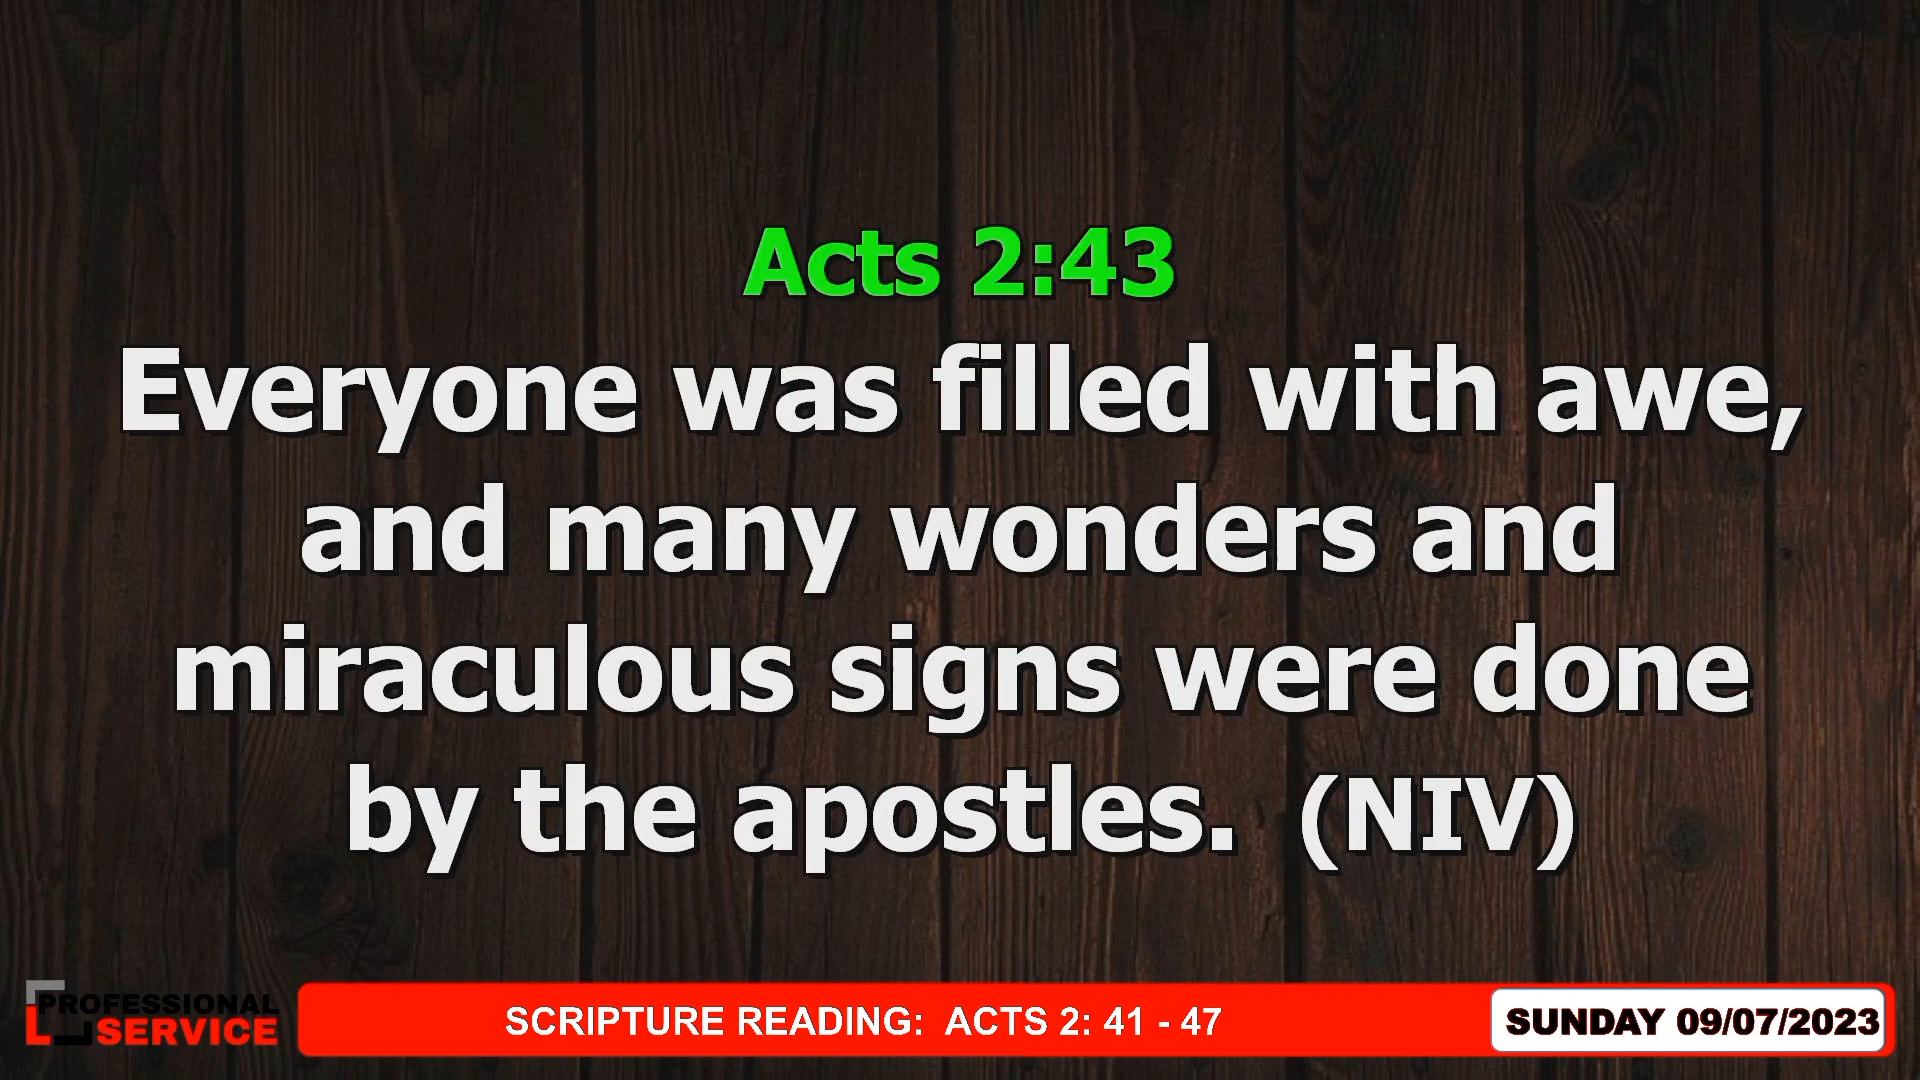 Acts 2:43
Everyone was filled with awe,
and many wonders and
miraculous signs were done
by the apostles. (NIV)
PROFESSIONAL
SERVICE
SCRIPTURE READING: ACTS 2: 41 - 47
SUNDAY 09/07/2023